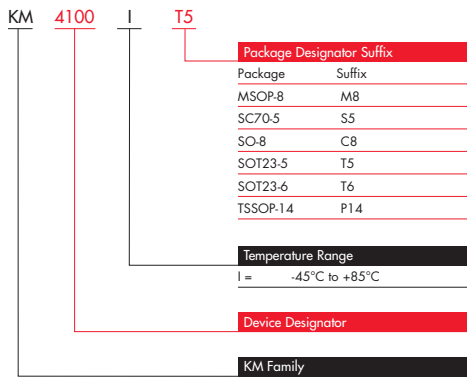 KM 4100 I T5
Package Designator Suffix
Package Suffix
MSOP-8 M8
SC70-5 S5
SO-8 C8
SOT23-5 T5
SOT23-6 T6
TSSOP-14 P14
Temperature Range
I = -45°C to +85°C
Device Designator
KM Family